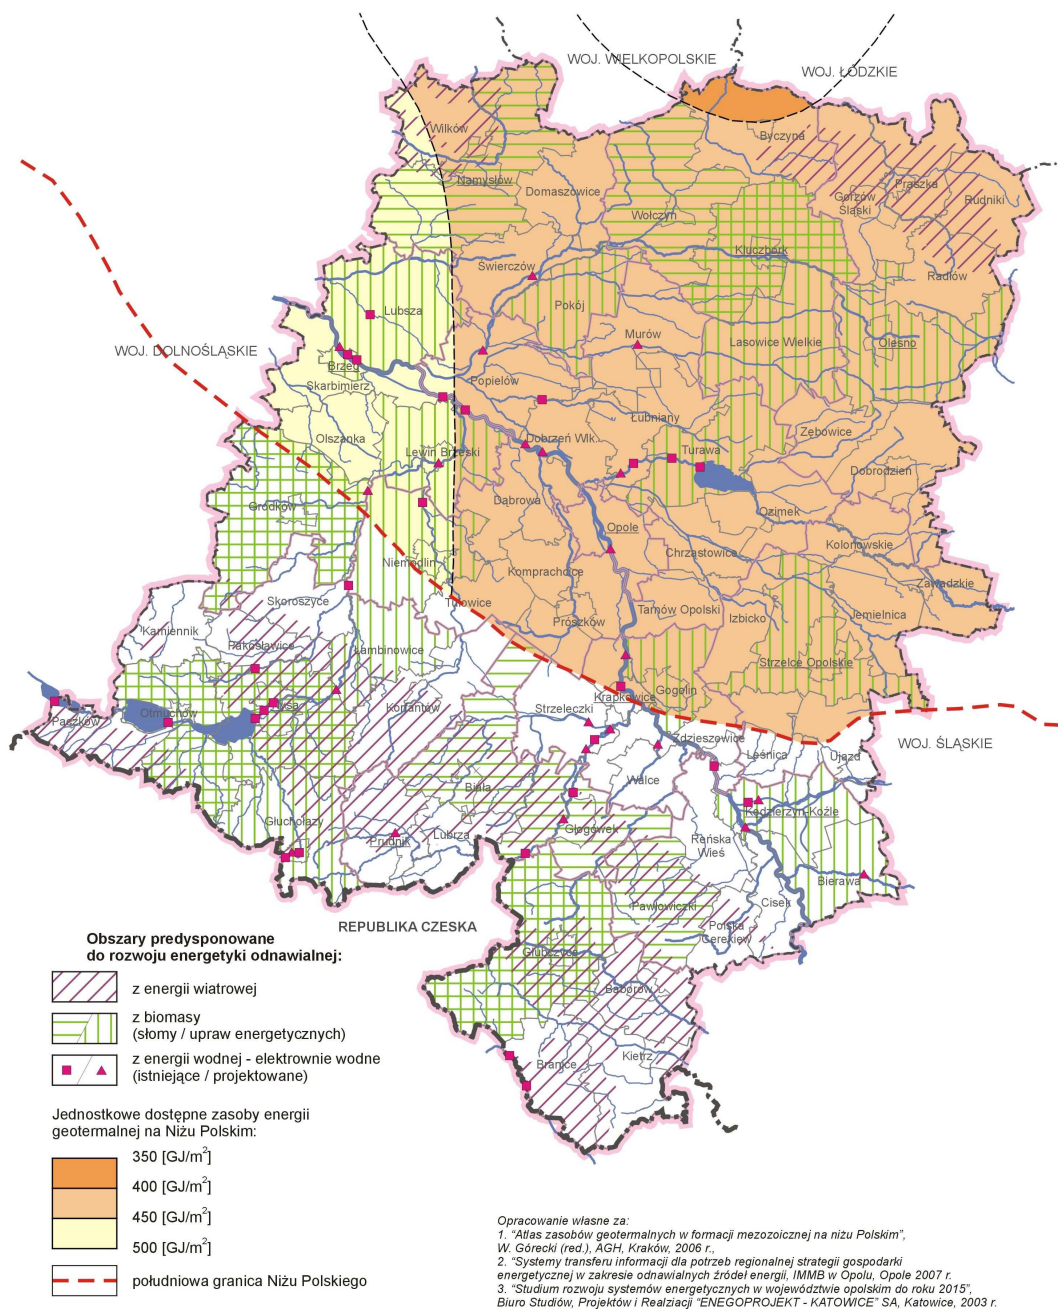 WOJ. WIELKOPOLSKIE
WOJ. ŁÓDZKIE
Wilków
Byczyna
Namysłów
Domaszowice
Praszka
Gorzów
Śląski
Rudniki
Wołczyn
Kluczbork
Świerczów
Radłów
Pokój
Lubsza
Murów
Lasowice Wielkie
Olesno
WOJ. DOLNOŚLĄSKIE
Brzeg
Skarbimierz
Popielów
Łubniany
Zębowice
Olszanka
Dobrzeń Wlk.
Lewin Brzeski
Turawa
Dobrodzień
Dąbrowa
Grodków
Ozimek
Opole
Kolonowskie
Chrząstowice
Niemodlin
Komprachcice
Zawadzkie
Skoroszyce
Tułowice
Tarnów Opolski
Jemielnica
Prószków
Izbicko
Kamiennik
Pakosławice
Łambinowice
Strzelce Opolskie
Gogolin
Krapkowice
Korfantów
Strzeleczki
Otmuchów
Nysa
Paczków
Zdzieszowice
WOJ. ŚLĄSKIE
Leśnica
Ujazd
Walce
Biała
Kędzierzyn-Koźle
Głuchołazy
Głogówek
Lubrza
Prudnik
Reńska
Wieś
Bierawa
Pawłowiczki
Cisek
REPUBLIKA CZESKA
Polska
Cerekiew
Głubczyce
Baborów
Branice
Kietrz
Obszary predysponowane
do rozwoju energetyki odnawialnej:
z energii wiatrowej
z biomasy
(słomy / upraw energetycznych)
z energii wodnej - elektrownie wodne
(istniejące / projektowane)
Jednostkowe dostępne zasoby energii
geotermalnej na Niżu Polskim:
350 [GJ/m²]
400 [GJ/m²]
450 [GJ/m²]
500 [GJ/m²]
południowa granica Niżu Polskiego
Opracowanie własne za:
1. "Atlas zasobów geotermalnych w formacji mezozoicznej na niżu Polskim",
W. Górecki (red.), AGH, Kraków, 2006 r.,
2. "Systemy transferu informacji dla potrzeb regionalnej strategii gospodarki
energetycznej w zakresie odnawialnych źródeł energii, IMMB w Opolu, Opole 2007 r.
3. "Studium rozwoju systemów energetycznych w województwie opolskim do roku 2015",
Biuro Studiów, Projektów i Realziacji "ENEGOPROJEKT - KATOWICE" SA, Katowice, 2003 r.